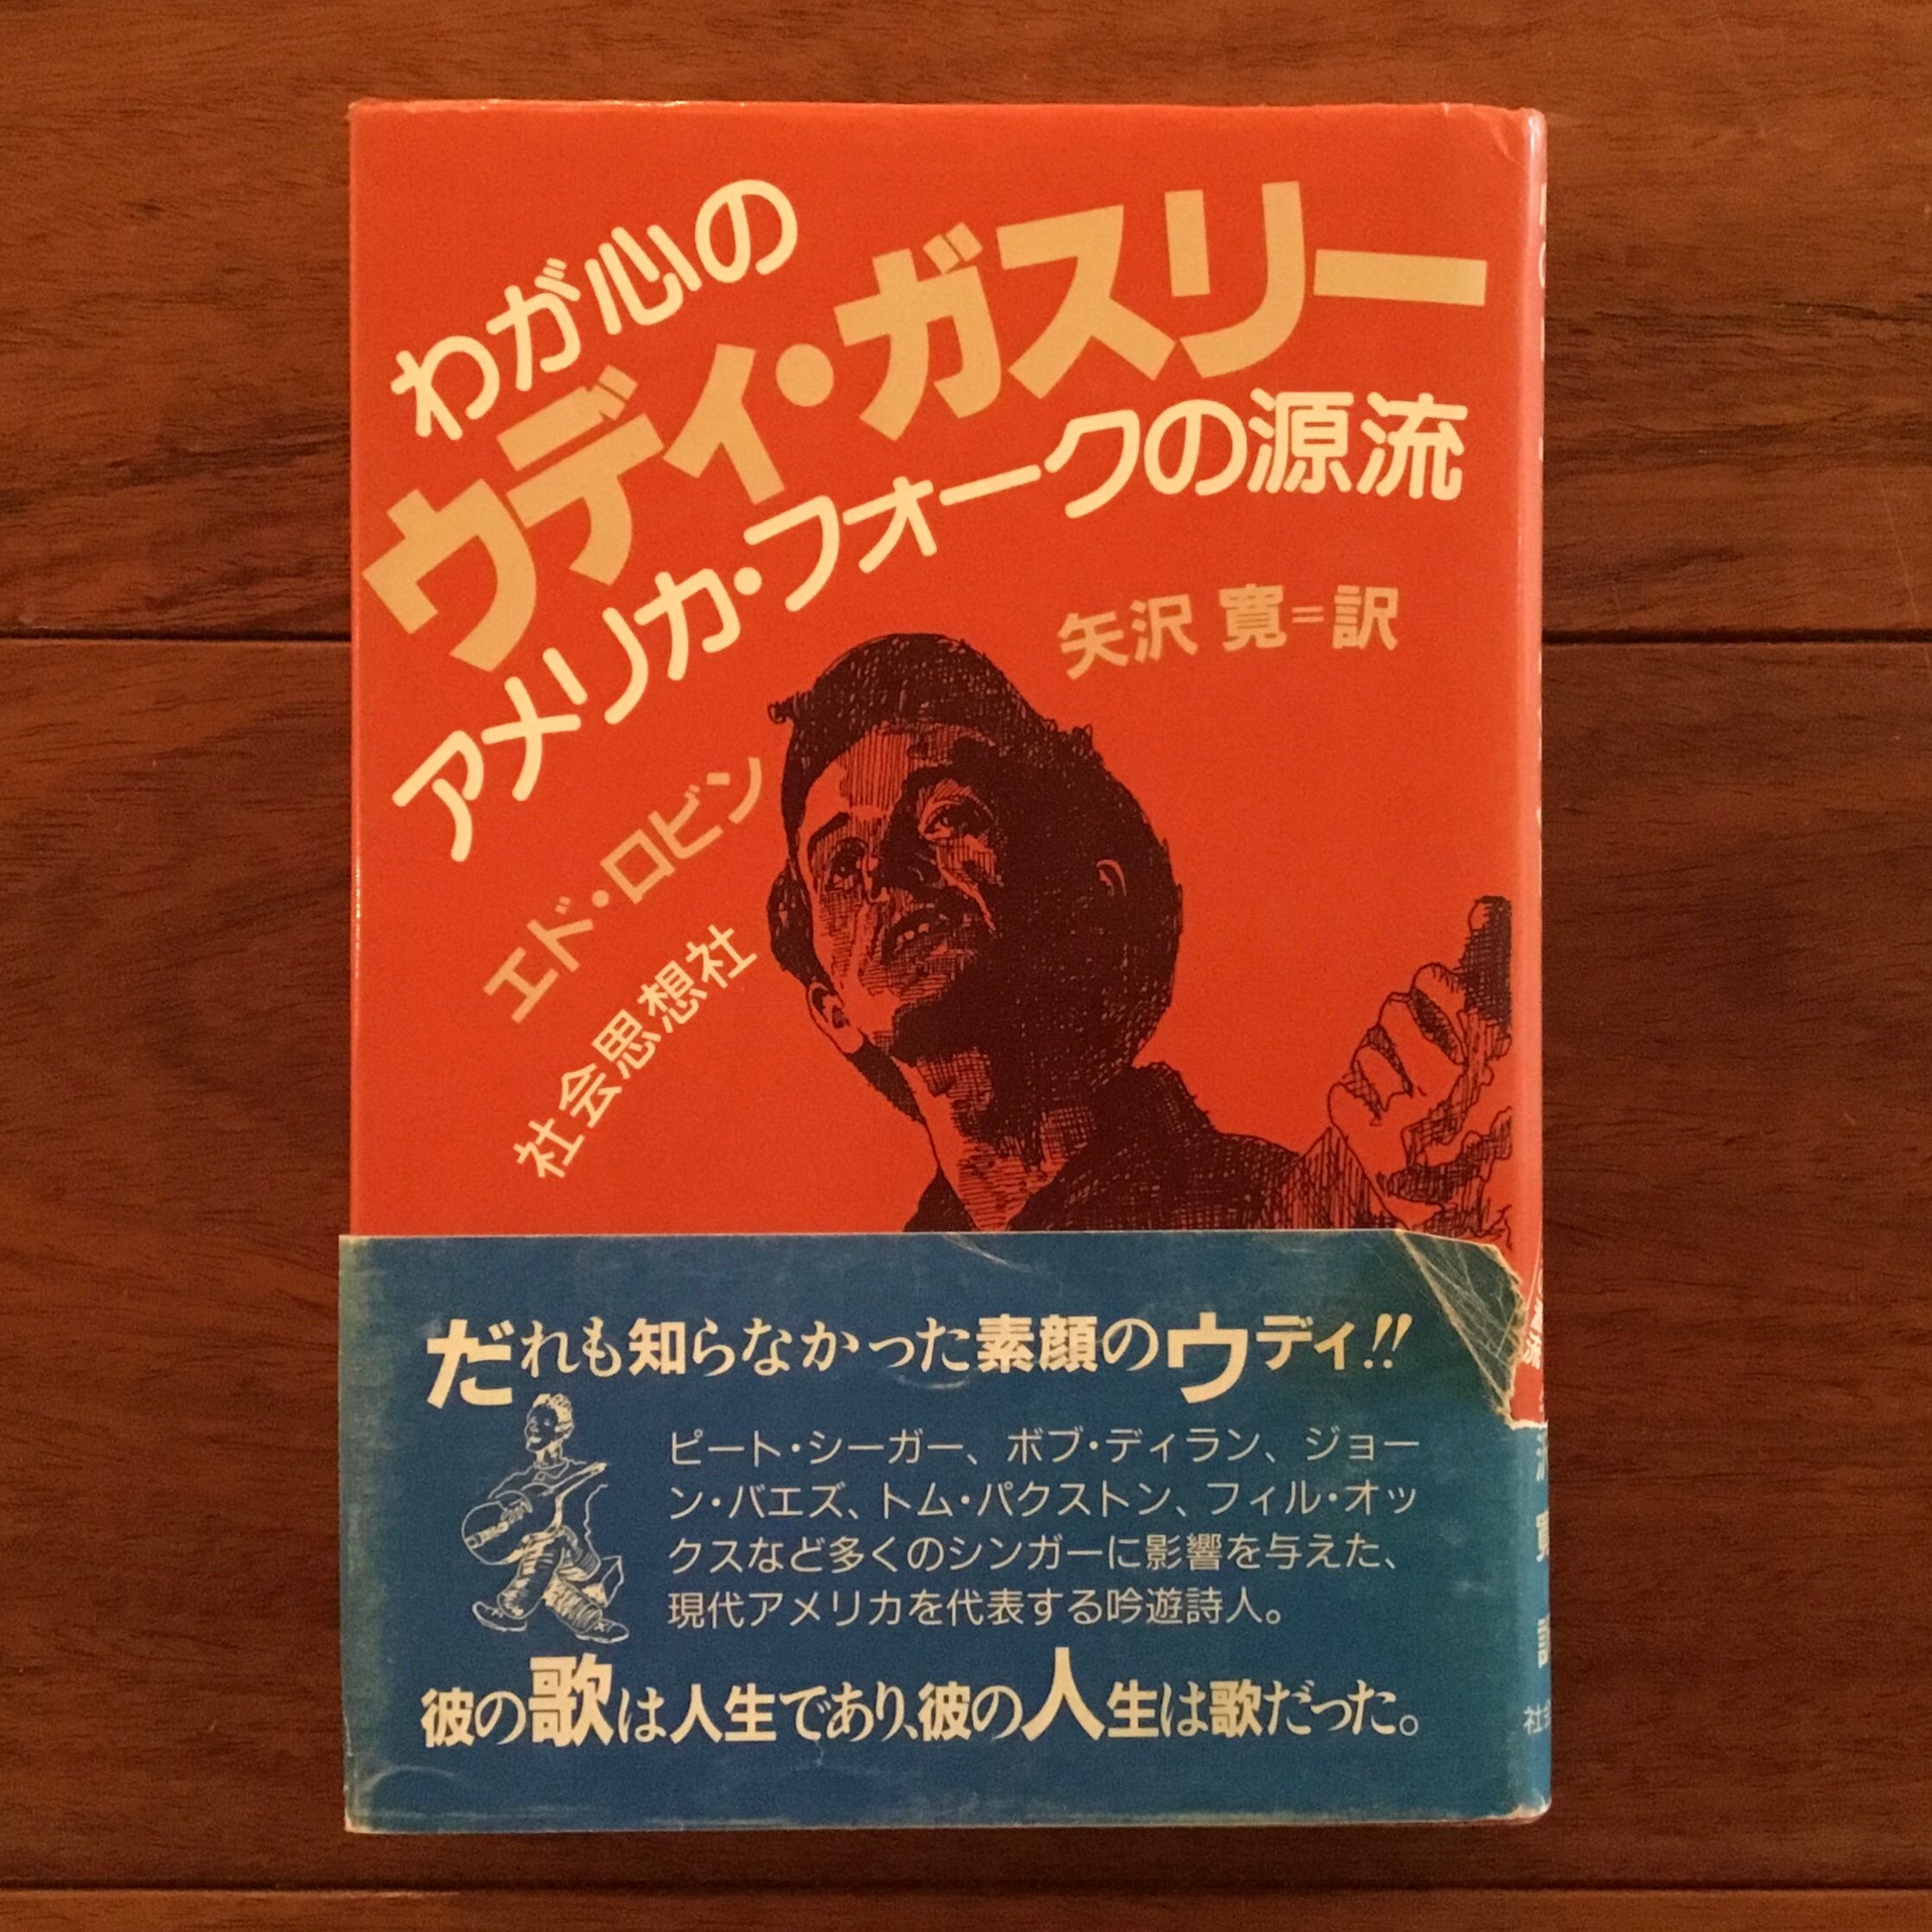 わが心の
ウディ・ガスリー
アメリカ・フォークの源流
矢沢 寛=訳
エド・ロビン
社会思想社
だれも知らなかった素顔のウディ!!
ピート・シーガー、ボブ・ディラン、ジョー
ン・バエズ、トム・パクストン、フィル・オッ
クスなど多くのシンガーに影響を与えた、
現代アメリカを代表する吟遊詩人。
彼の歌は人生であり、彼の人生は歌だった。